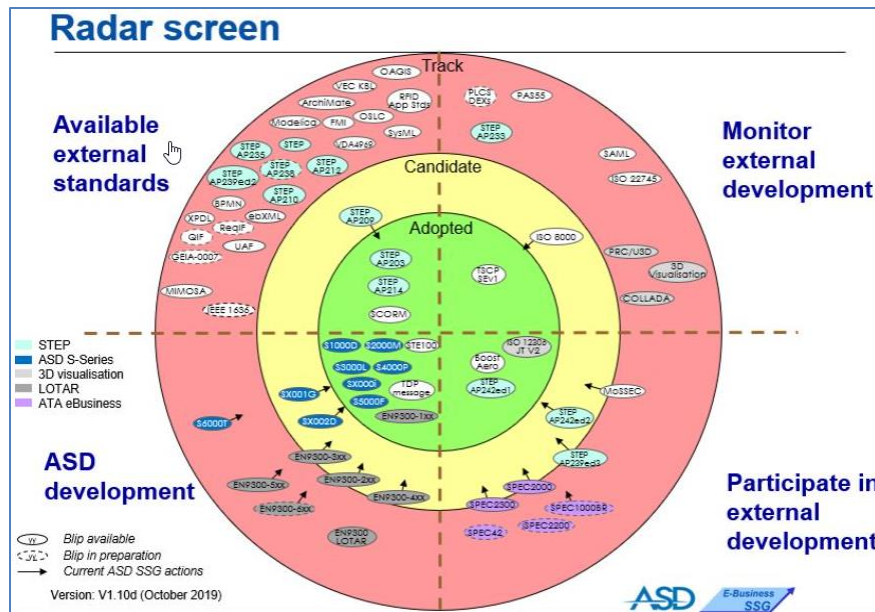 Radar screen
Track
OAGIS
VEC KBL
RFID
App Stds
ArchiMate
Modelica
FMI
OSLC
SysML
VDA4968
STEP
AP235
STEP
STEP
AP238
STEP
AP212
STEP
AP239ed2
STEP
AP210
BPMN
XPDL
ebXML
ReqIF
QIF
UAF
GEIA-0007
MIMOSA
IEEE 1636
Available
external
standards
PLCS
DEXs
PAS55
STEP
AP233
SAML
ISO 22745
PRC/U3D
3D
Visualisation
COLLADA
Monitor
external
development
Candidate
STEP
AP209
ISO 8000
Adopted
STEP
AP203
STEP
AP214
SCORM
TSCP
SEv1
S1000D
S2000M
STE100
S3000L
S4000P
SX000i
S5000F
TDP
message
EN9300-1xx
ISO 12306
JT V2
Boost
Aero
STEP
AP242ed1
SX001G
SX002D
S6000T
MoSSEC
STEP
AP242ed2
STEP
AP239ed3
EN9300-3xx
EN9300-2xx
EN9300-4xx
EN9300-5xx
EN9300-6xx
EN9300
LOTAR
SPEC2000
SPEC2300
SPEC1000BR
SPEC2200
SPEC42
STEP
ASD S-Series
3D visualisation
LOTAR
ATA eBusiness
ASD
development
Participate in
external
development
yy Blip available
Blip in preparation
Current ASD SSG actions
Version: V1.10d (October 2019)
ASD
E-Business
SSG